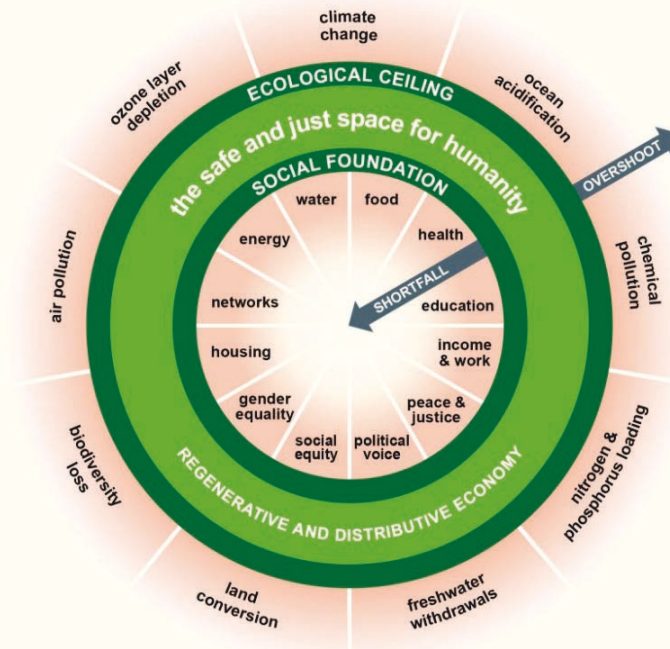 climate
change
ocean
acidification
OVERSHOOT
chemical
pollution
nitrogen &
phosphorus loading
freshwater
withdrawals
land
conversion
biodiversity
loss
air pollution
ozone layer
depletion
ECOLOGICAL CEILING
the safe and just space for humanity
SOCIAL FOUNDATION
water
food
health
SHORTFALL
education
income
& work
peace &
justice
political
voice
social
equity
gender
equality
housing
networks
energy
REGENERATIVE AND DISTRIBUTIVE ECONOMY